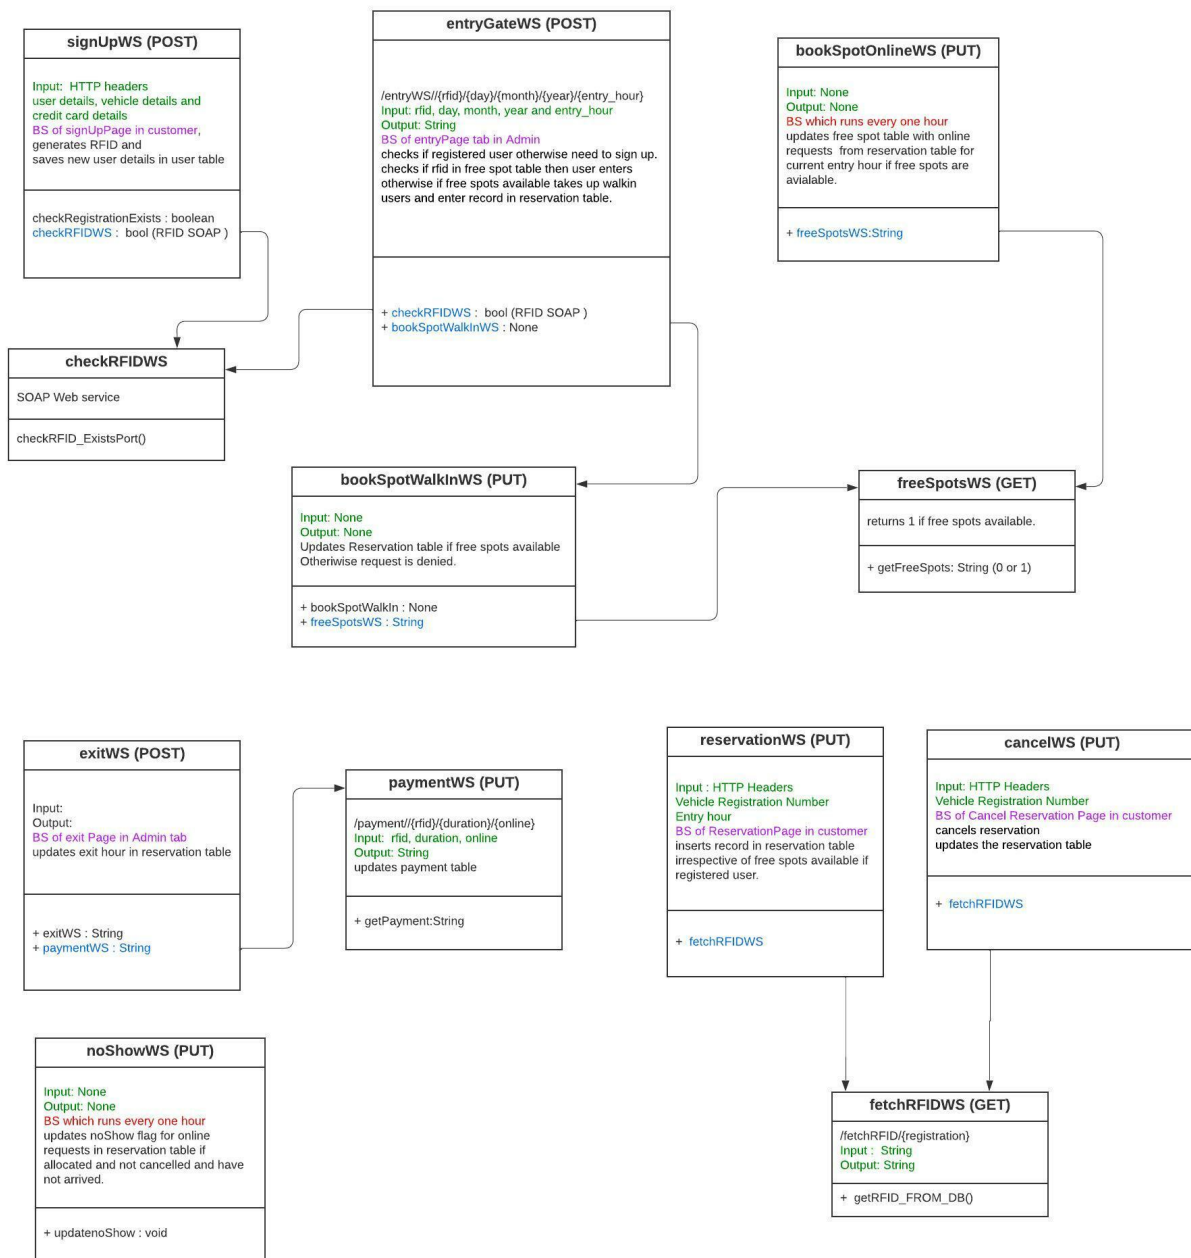 signUpWS (POST)
Input:  HTTP headers
user details, vehicle details and
credit card details
BS of signUpPage in customer,
generates RFID and
saves new user details in user table
checkRegistrationExists : boolean
checkRFIDWS :  bool (RFID SOAP )
entryGateWS (POST)
/entryWS//{rfid}/{day}/{month}/{year}/{entry_hour}
Input: rfid, day, month, year and entry_hour
Output: String
BS of entryPage tab in Admin
checks if registered user otherwise need to sign up.
checks if rfid in free spot table then user enters
otherwise if free spots available takes up walkin
users and enter record in reservation table.
+ checkRFIDWS :  bool (RFID SOAP )
+ bookSpotWalkInWS : None
bookSpotOnlineWS (PUT)
Input: None
Output: None
BS which runs every one hour
updates free spot table with online
requests  from reservation table for
current entry hour if free spots are
avialable.
+ freeSpotsWS:String
checkRFIDWS
SOAP Web service
checkRFID_ExistsPort()
bookSpotWalkInWS (PUT)
Input: None
Output: None
Updates Reservation table if free spots available
Otheriwise request is denied.
+ bookSpotWalkIn : None
+ freeSpotsWS : String
freeSpotsWS (GET)
returns 1 if free spots available.
+ getFreeSpots: String (0 or 1)
exitWS (POST)
Input:
Output:
BS of exit Page in Admin tab
updates exit hour in reservation table
+ exitWS : String
+ paymentWS : String
paymentWS (PUT)
/payment//{rfid}/{duration}/{online}
Input:  rfid, duration, online
Output: String
updates payment table
+ getPayment:String
reservationWS (PUT)
Input : HTTP Headers
Vehicle Registration Number
Entry hour
BS of ReservationPage in customer
inserts record in reservation table
irrespective of free spots available if
registered user.
+  fetchRFIDWS
cancelWS (PUT)
Input: HTTP Headers
Vehicle Registration Number
BS of Cancel Reservation Page in customer
cancels reservation
updates the reservation table
+  fetchRFIDWS
noShowWS (PUT)
Input: None
Output: None
BS which runs every one hour
updates noShow flag for online
requests in reservation table if
allocated and not cancelled and have
not arrived.
+ updatenoShow : void
fetchRFIDWS (GET)
/fetchRFID/{registration}
Input :  String
Output: String
+  getRFID_FROM_DB()